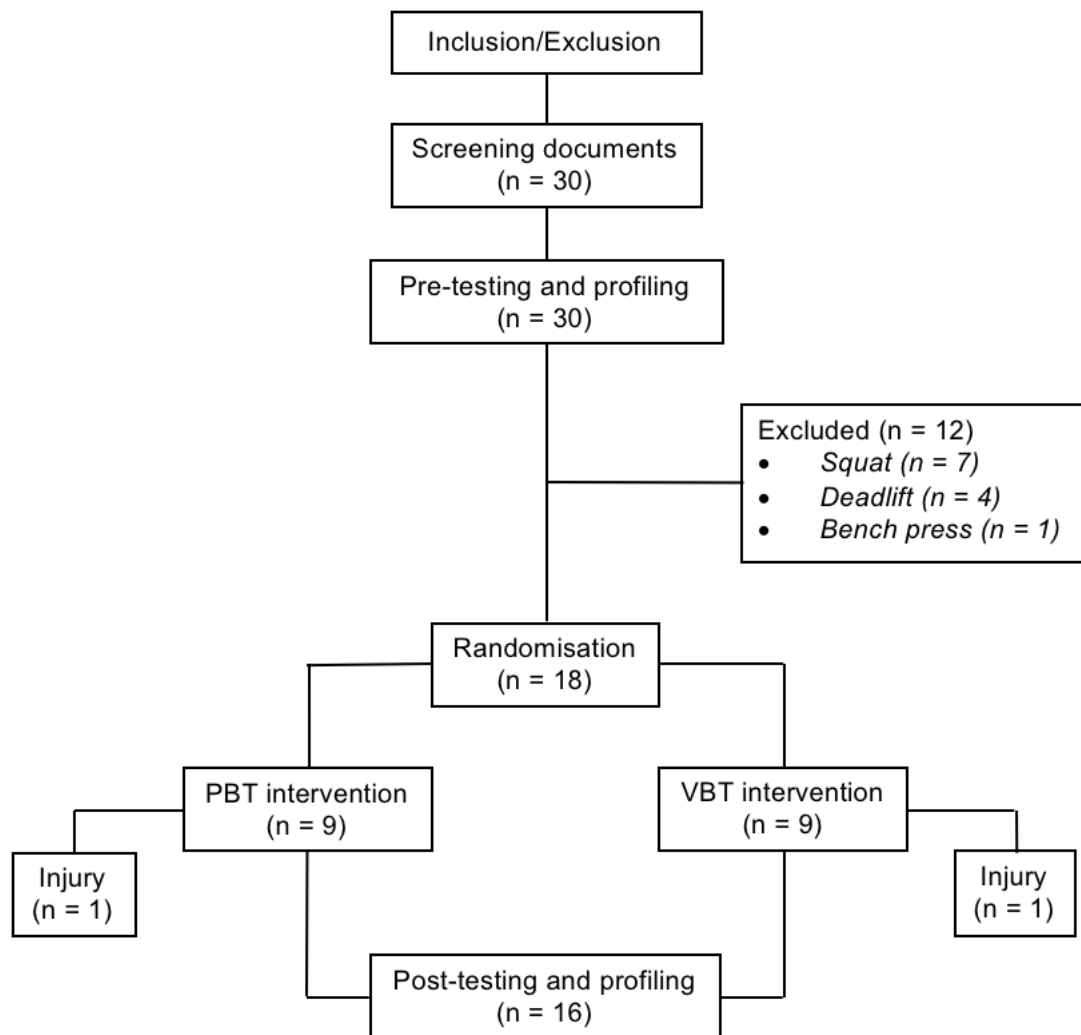 Inclusion/Exclusion
Screening documents
(n = 30)
Pre-testing and profiling
(n = 30)
Excluded (n = 12)
• Squat (n = 7)
• Deadlift (n = 4)
• Bench press (n = 1)
Randomisation
(n = 18)
PBT intervention
(n = 9)
VBT intervention
(n = 9)
Injury
(n = 1)
Injury
(n = 1)
Post-testing and profiling
(n = 16)